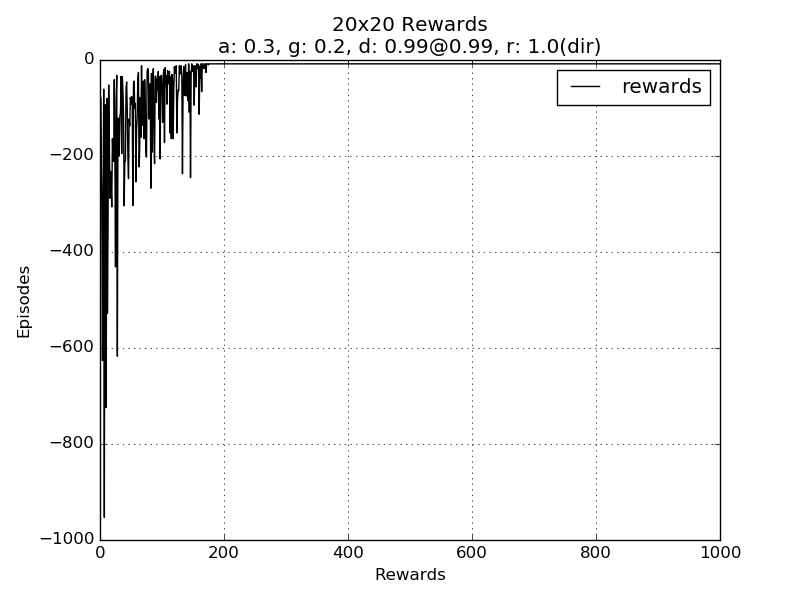 20x20 Rewards
a: 0.3, g: 0.2, d: 0.99@0.99, r: 1.0(dir)
rewards
0
−200
−400
−600
−800
−1000
Episodes
0 200 400 600 800 1000
Rewards